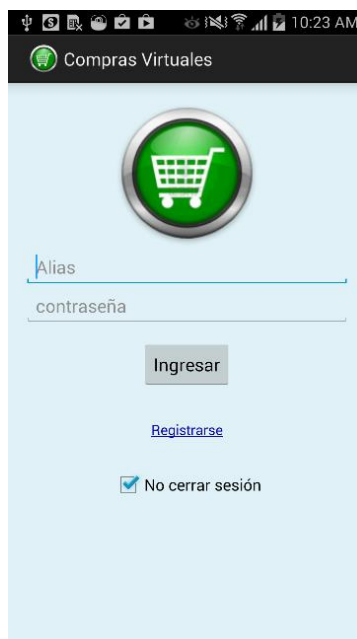 10:23 AM
Compras Virtuales
Alias
contraseña
Ingresar
Registrarse
No cerrar sesión